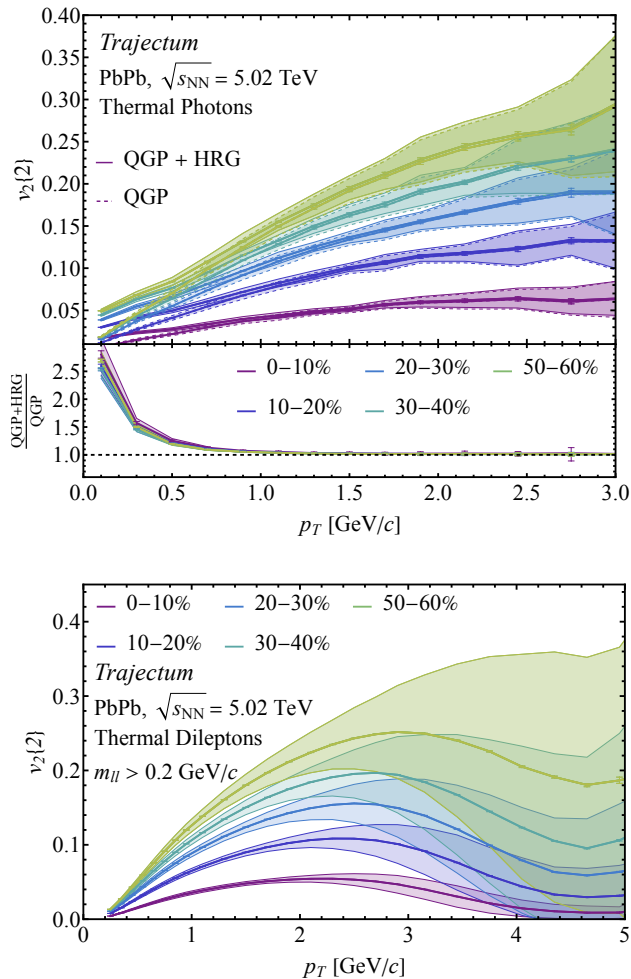 0.40
Trajectum
PbPb, √sNN = 5.02 TeV
0.35
Thermal Photons
0.30
QGP + HRG
0.25
QGP
v2{2}
0.20
0.15
0.10
0.05
QGP+HRG
QGP
2.5
2.0
1.5
1.0
0–10% 20–30% 50–60%
10–20% 30–40%
0.0 0.5 1.0 1.5 2.0 2.5 3.0
pT [GeV/c]
0–10% 20–30% 50–60%
10–20% 30–40%
Trajectum
PbPb, √sNN = 5.02 TeV
Thermal Dileptons
mll > 0.2 GeV/c
v2{2}
0.4
0.3
0.2
0.1
0.0
0 1 2 3 4 5
pT [GeV/c]